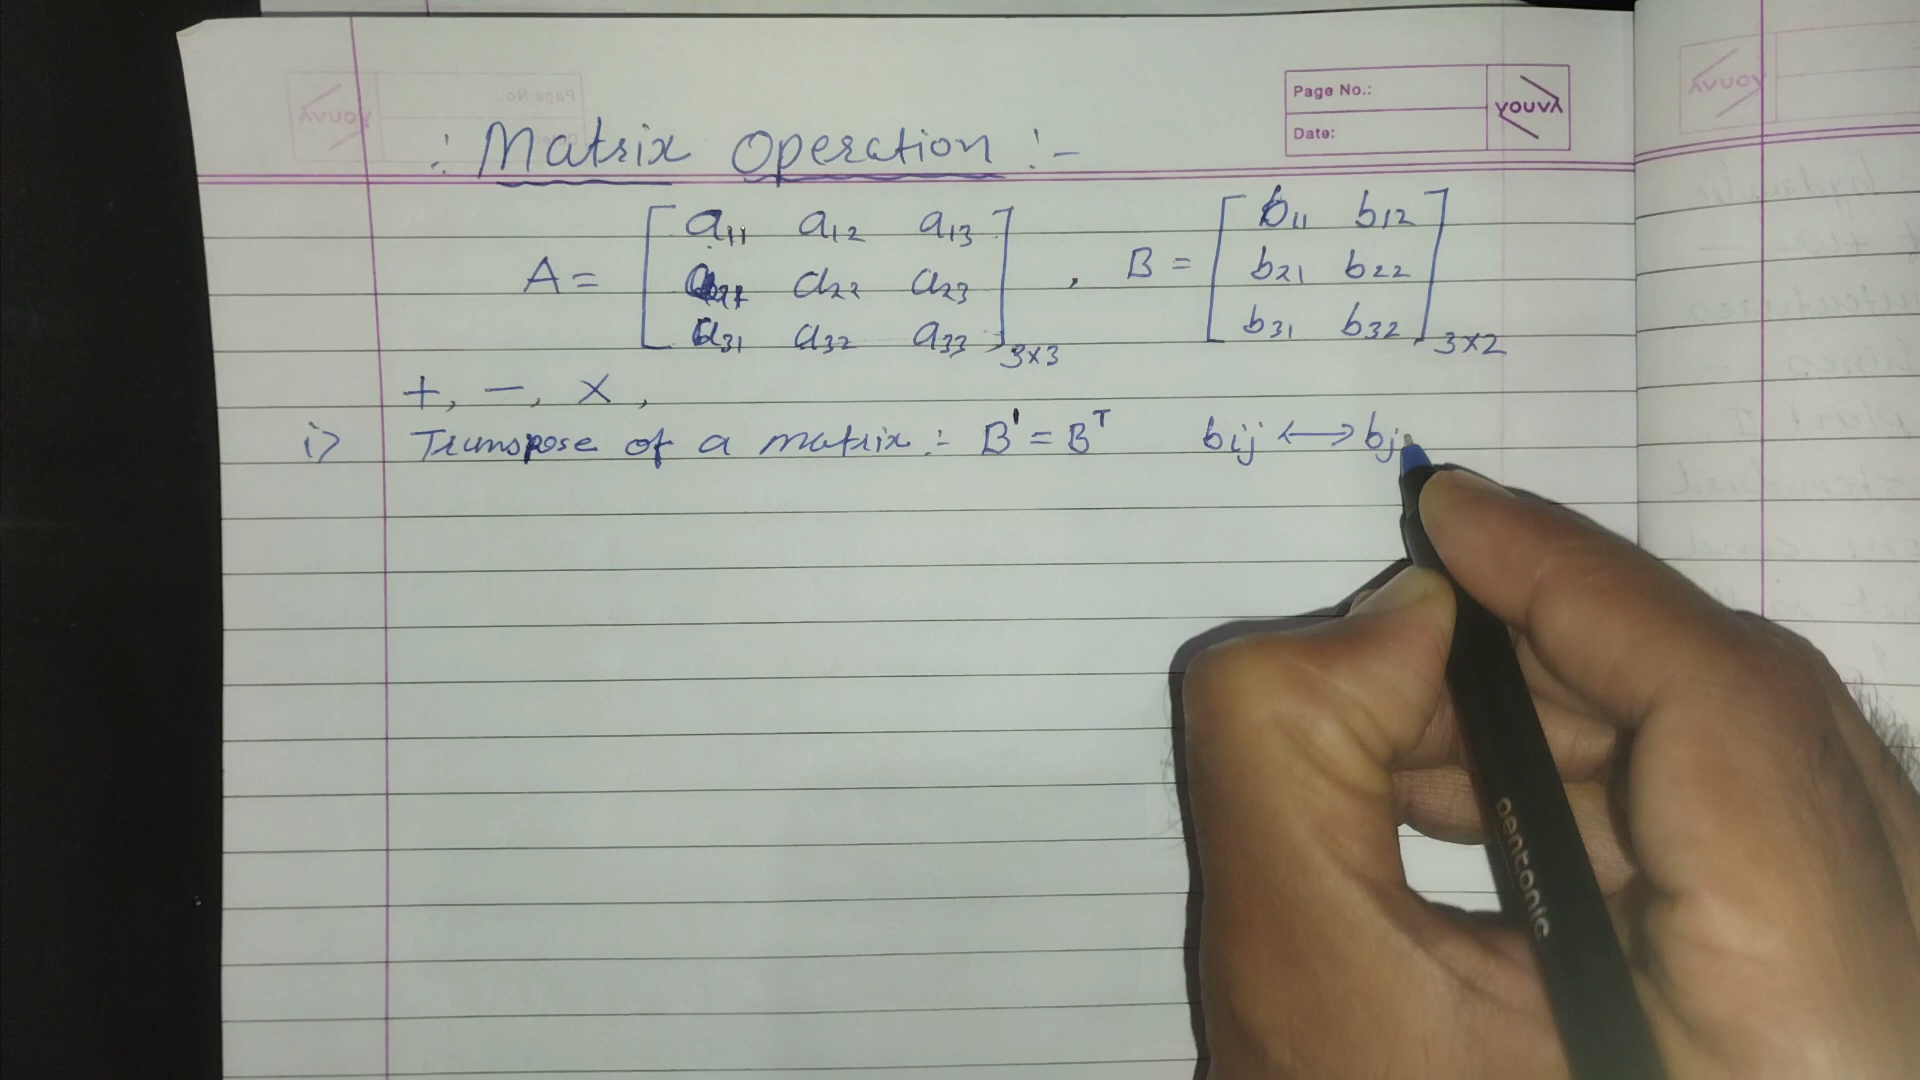 Page No.:
YOUVA
Date:
∴ Matrix Operation :-
A = [ a11 a12 a13
a21 a22 a23
a31 a32 a33 ] 3×3 , B = [ b11 b12
b21 b22
b31 b32 ] 3×2
+, −, ×,
i) Transpose of a matrix :- B' = Bᵀ bij ⟷ bj
pentonic